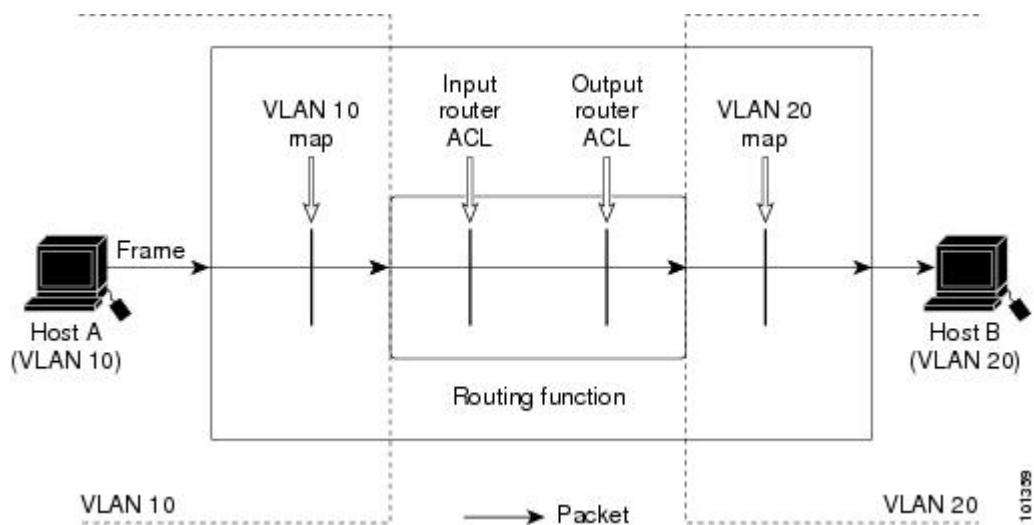 VLAN 10
map
Input
router
ACL
Output
router
ACL
VLAN 20
map
Frame
Host A
(VLAN 10)
Host B
(VLAN 20)
Routing function
VLAN 10
Packet
VLAN 20
101359